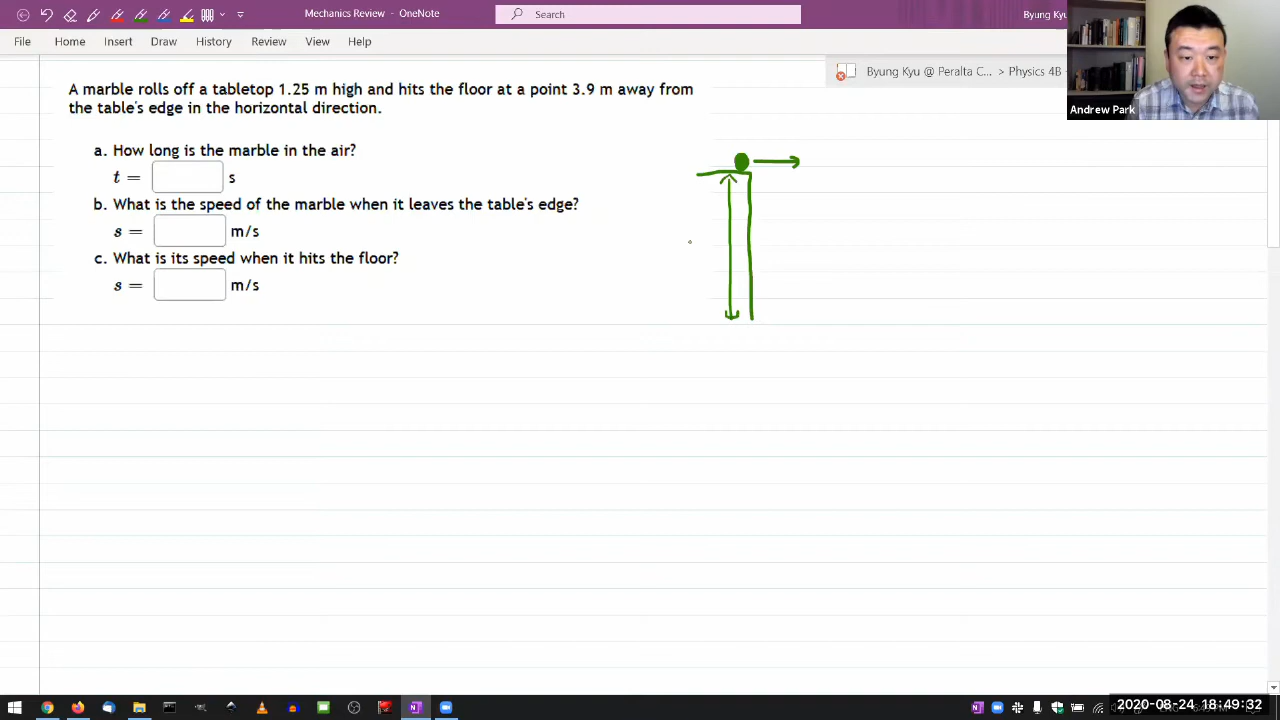 Mechanics Review - OneNote
Search
Byung Kyu
File Home Insert Draw History Review View Help
Byung Kyu @ Peralta C... > Physics 4B
Andrew Park
A marble rolls off a tabletop 1.25 m high and hits the floor at a point 3.9 m away from
the table's edge in the horizontal direction.
a. How long is the marble in the air?
t = s
b. What is the speed of the marble when it leaves the table's edge?
s = m/s
c. What is its speed when it hits the floor?
s = m/s
2020-08-24 18:49:32